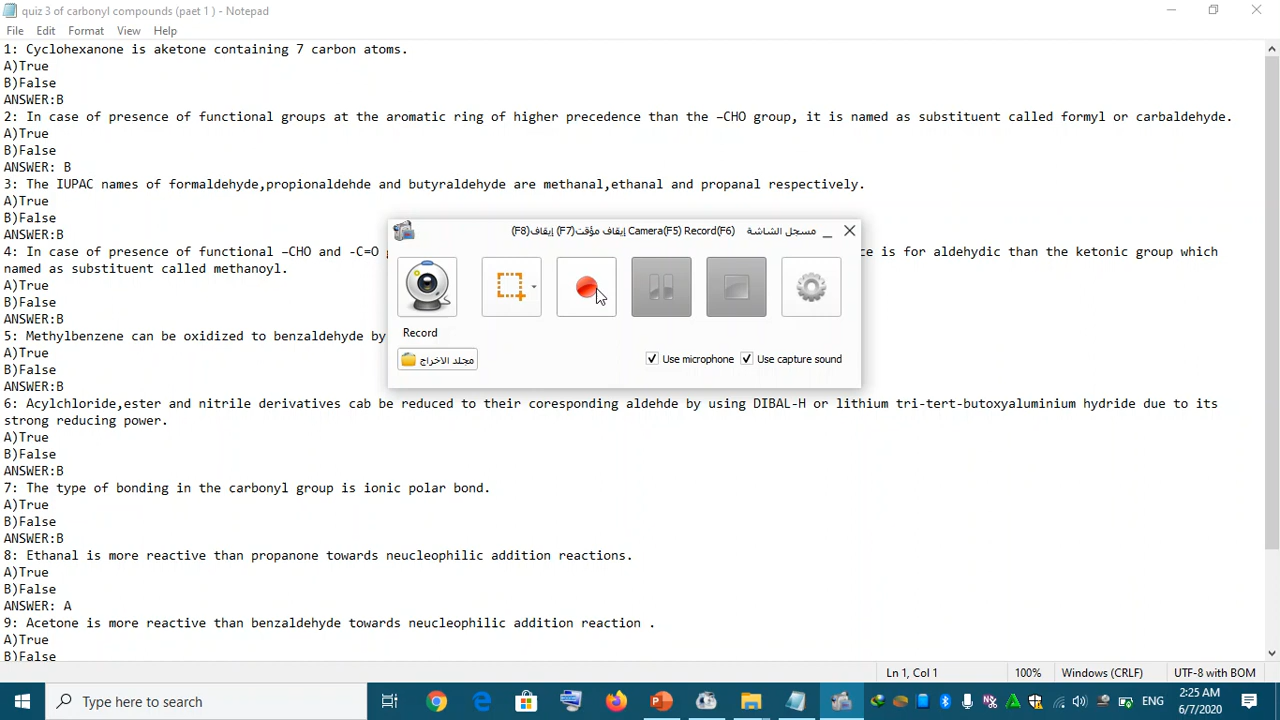 quiz 3 of carbonyl compounds (paet 1 ) - Notepad
File Edit Format View Help
1: Cyclohexanone is aketone containing 7 carbon atoms.
A)True
B)False
ANSWER:B
2: In case of presence of functional groups at the aromatic ring of higher precedence than the –CHO group, it is named as substituent called formyl or carbaldehyde.
A)True
B)False
ANSWER: B
3: The IUPAC names of formaldehyde,propionaldehde and butyraldehyde are methanal,ethanal and propanal respectively.
A)True
B)False
ANSWER:B
4: In case of presence of functional –CHO and -C=O
ce is for aldehydic than the ketonic group which
named as substituent called methanoyl.
A)True
B)False
ANSWER:B
5: Methylbenzene can be oxidized to benzaldehyde by
A)True
B)False
ANSWER:B
6: Acylchloride,ester and nitrile derivatives cab be reduced to their coresponding aldehde by using DIBAL-H or lithium tri-tert-butoxyaluminium hydride due to its
strong reducing power.
A)True
B)False
ANSWER:B
7: The type of bonding in the carbonyl group is ionic polar bond.
A)True
B)False
ANSWER:B
8: Ethanal is more reactive than propanone towards neucleophilic addition reactions.
A)True
B)False
ANSWER: A
9: Acetone is more reactive than benzaldehyde towards neucleophilic addition reaction .
A)True
B)False
مسجل الشاشة Camera(F5) Record(F6) إيقاف مؤقت(F7) إيقاف(F8)
Record
مجلد الاخراج
Use microphone Use capture sound
Ln 1, Col 1 100% Windows (CRLF) UTF-8 with BOM
Type here to search
ENG
2:25 AM
6/7/2020